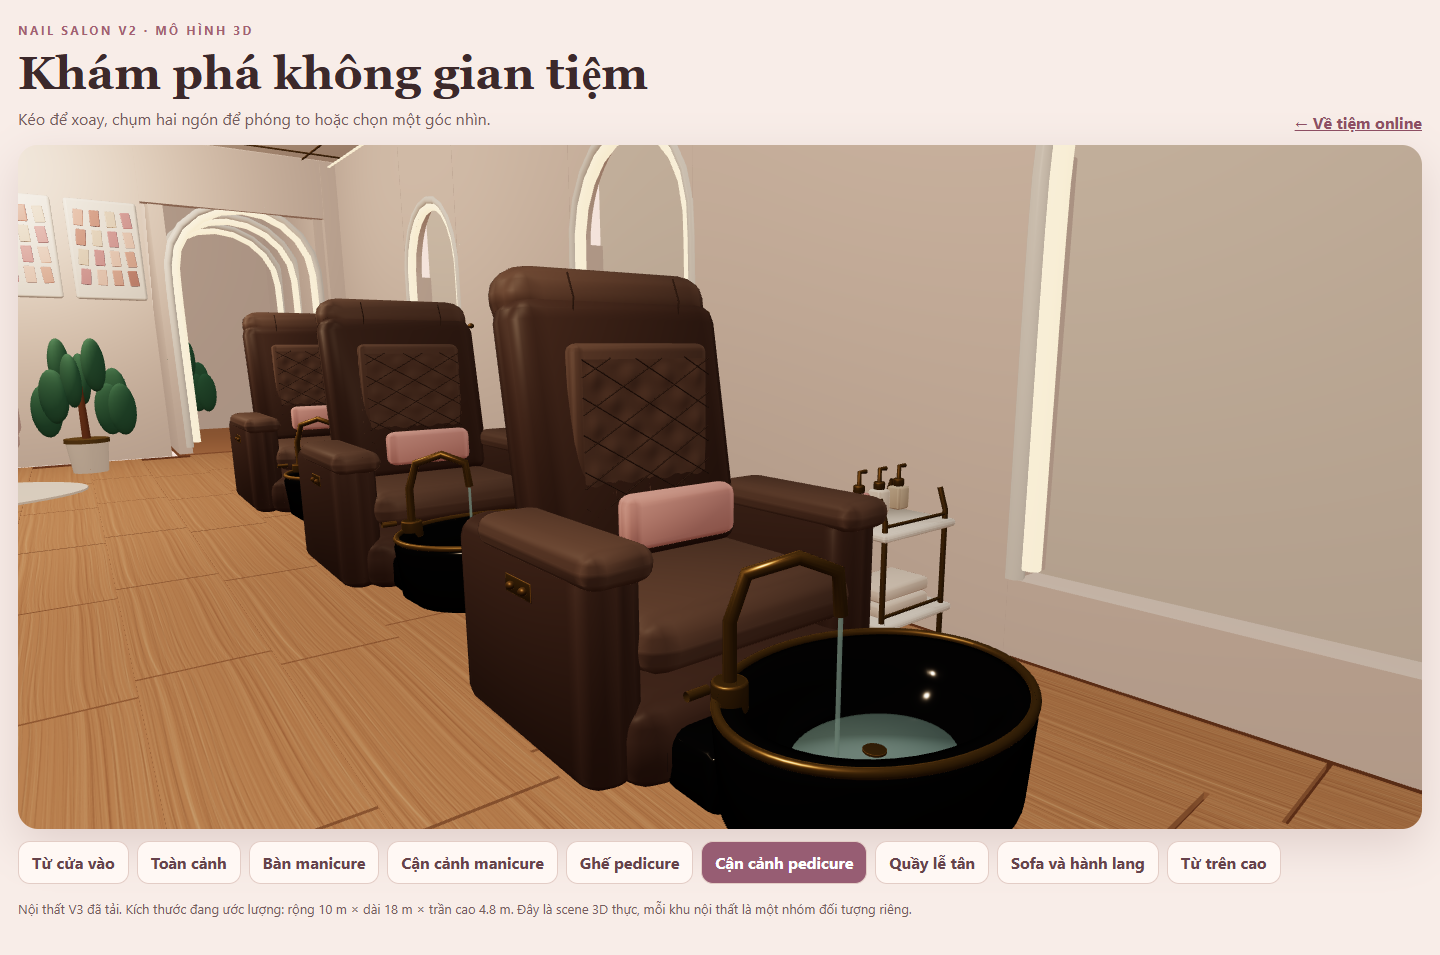 NAIL SALON V2 · MÔ HÌNH 3D
Khám phá không gian tiệm
Kéo để xoay, chụm hai ngón để phóng to hoặc chọn một góc nhìn.
← Về tiệm online
Từ cửa vào
Toàn cảnh
Bàn manicure
Cận cảnh manicure
Ghế pedicure
Cận cảnh pedicure
Quầy lễ tân
Sofa và hành lang
Từ trên cao
Nội thất V3 đã tải. Kích thước đang ước lượng: rộng 10 m × dài 18 m × trần cao 4.8 m. Đây là scene 3D thực, mỗi khu nội thất là một nhóm đối tượng riêng.